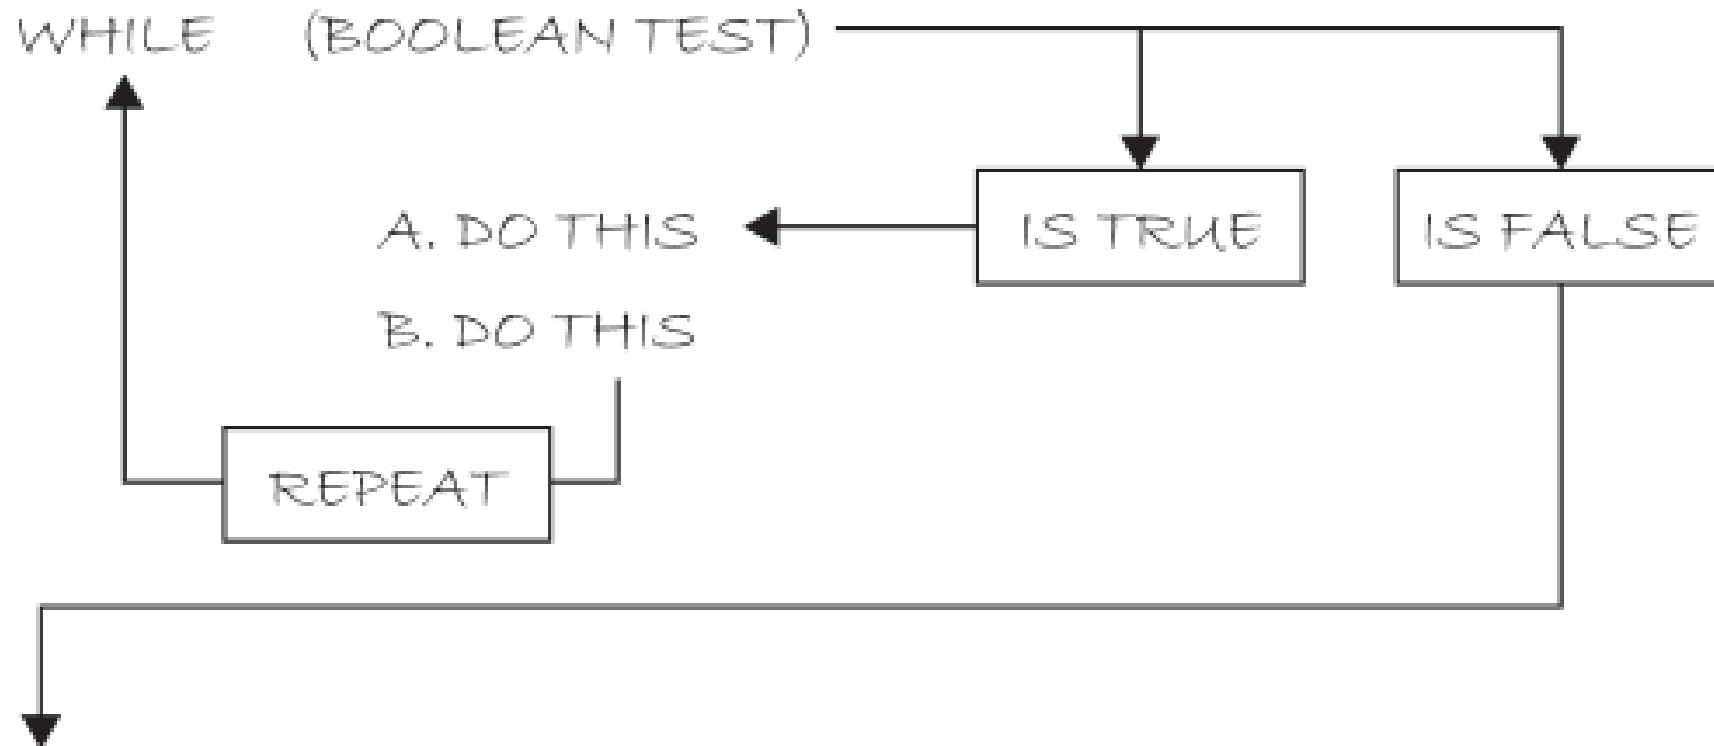 WHILE (BOOLEAN TEST)
A. DO THIS
IS TRUE
IS FALSE
B. DO THIS
REPEAT